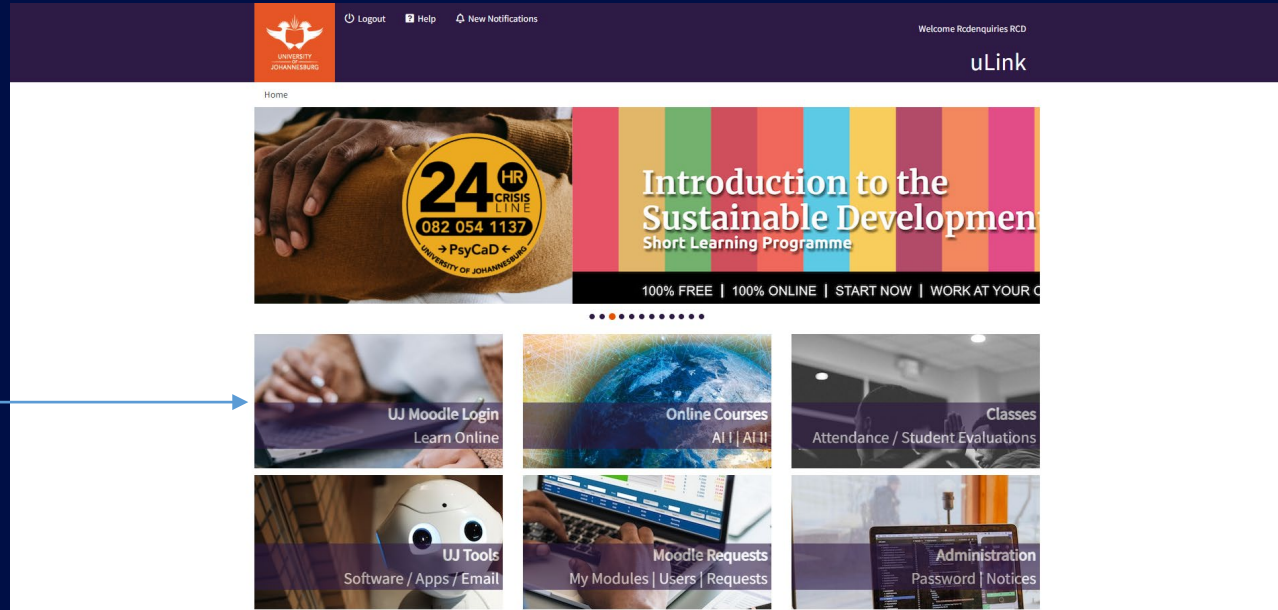 Logout Help New Notifications
Welcome Rcdenquiries RCD
UNIVERSITY
OF
JOHANNESBURG
uLink
Home
24 HR
CRISIS
LINE
082 054 1137
PsyCaD
UNIVERSITY OF JOHANNESBURG
Introduction to the
Sustainable Developmen
Short Learning Programme
100% FREE | 100% ONLINE | START NOW | WORK AT YOUR
UJ Moodle Login
Learn Online
Online Courses
AI I | AI II
Classes
Attendance / Student Evaluations
UJ Tools
Software / Apps / Email
Moodle Requests
My Modules | Users | Requests
Administration
Password | Notices